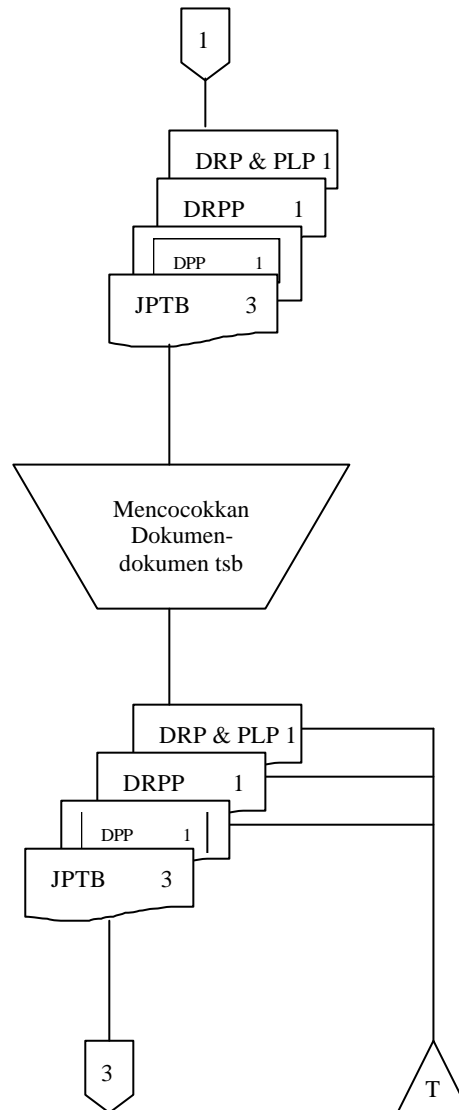 1
DRP & PLP 1
DRPP 1
DPP 1
JPTB 3
Mencocokkan
Dokumen-
dokumen tsb
DRP & PLP 1
DRPP 1
DPP 1
JPTB 3
3
T